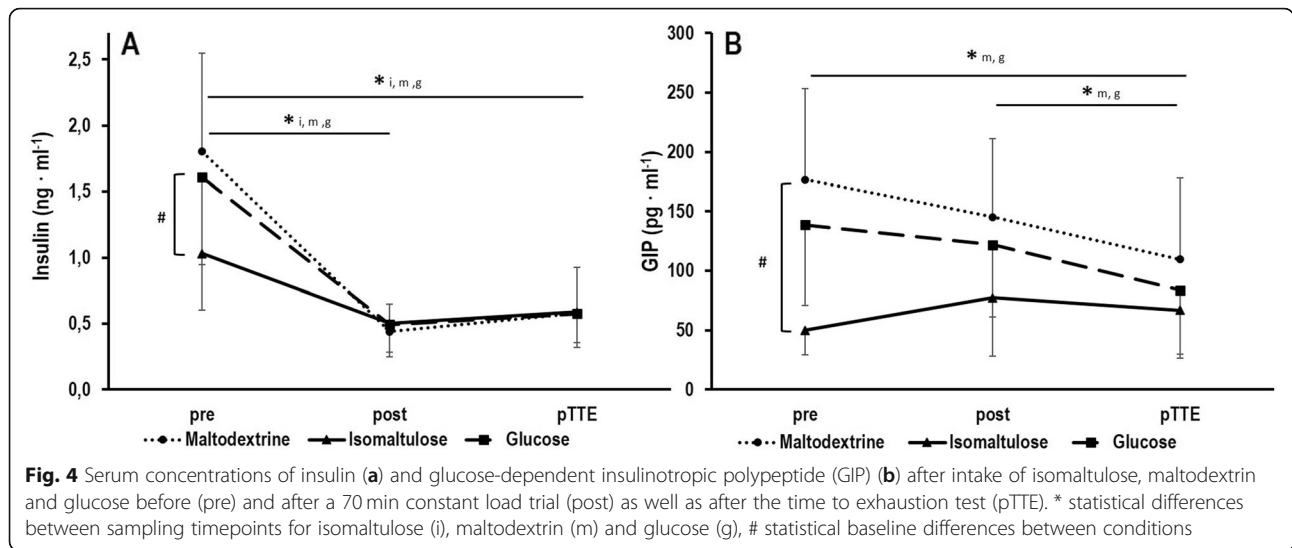 A
Insulin (ng · ml-1)
2,5
2,0
1,5
1,0
0,5
0,0
* i, m ,g
* i, m ,g
#
pre post pTTE
Maltodextrine Isomaltulose Glucose
B
GIP (pg · ml-1)
300
250
200
150
100
50
0
* m, g
* m, g
#
pre post pTTE
Maltodextrine Isomaltulose Glucose
Fig. 4 Serum concentrations of insulin (a) and glucose-dependent insulinotropic polypeptide (GIP) (b) after intake of isomaltulose, maltodextrin
and glucose before (pre) and after a 70 min constant load trial (post) as well as after the time to exhaustion test (pTTE). * statistical differences
between sampling timepoints for isomaltulose (i), maltodextrin (m) and glucose (g), # statistical baseline differences between conditions